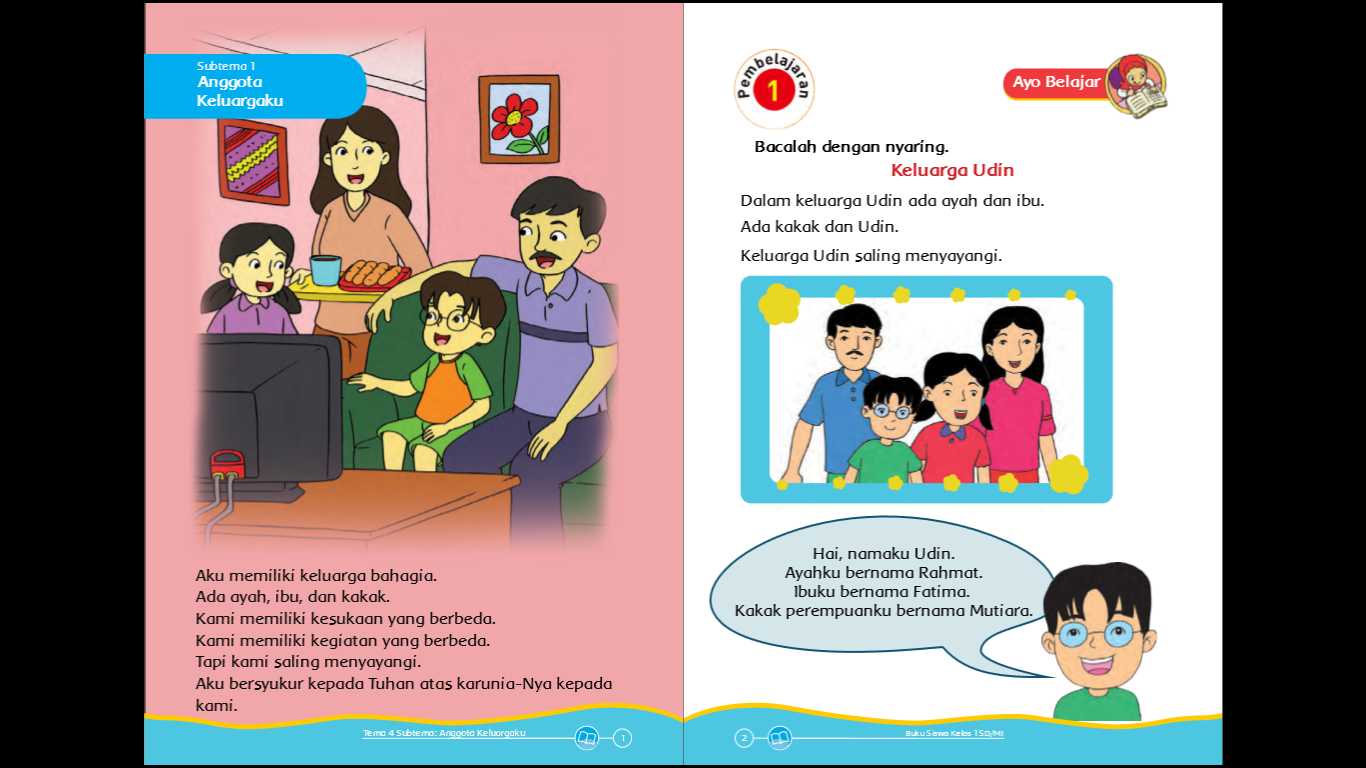 Subtema 1
Anggota
Keluargaku
Aku memiliki keluarga bahagia.
Ada ayah, ibu, dan kakak.
Kami memiliki kesukaan yang berbeda.
Kami memiliki kegiatan yang berbeda.
Tapi kami saling menyayangi.
Aku bersyukur kepada Tuhan atas karunia-Nya kepada
kami.
Tema 4 Subtema: Anggota Keluargaku
1
Pembelajaran
1
Ayo Belajar
Bacalah dengan nyaring.
Keluarga Udin
Dalam keluarga Udin ada ayah dan ibu.
Ada kakak dan Udin.
Keluarga Udin saling menyayangi.
Hai, namaku Udin.
Ayahku bernama Rahmat.
Ibuku bernama Fatima.
Kakak perempuanku bernama Mutiara.
2
Buku Siswa Kelas 1 SD/MI